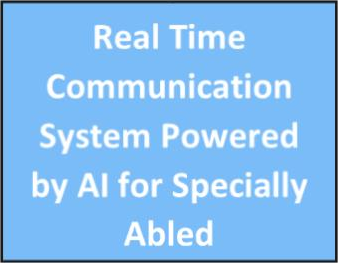 Real Time
Communication
System Powered
by AI for Specially
Abled